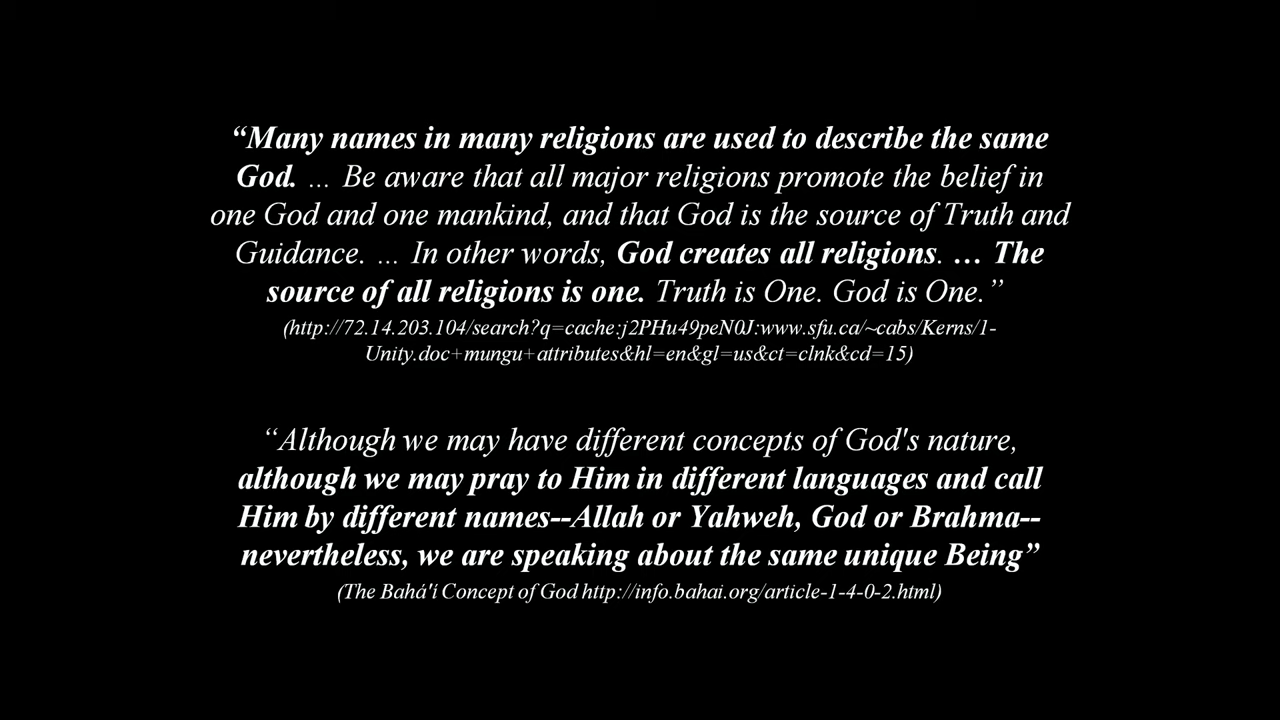 “Many names in many religions are used to describe the same
God. … Be aware that all major religions promote the belief in
one God and one mankind, and that God is the source of Truth and
Guidance. … In other words, God creates all religions. … The
source of all religions is one. Truth is One. God is One.”
(http://72.14.203.104/search?q=cache:j2PHu49peN0J:www.sfu.ca/~cabs/Kerns/1-
Unity.doc+mungu+attributes&hl=en&gl=us&ct=clnk&cd=15)
“Although we may have different concepts of God's nature,
although we may pray to Him in different languages and call
Him by different names--Allah or Yahweh, God or Brahma--
nevertheless, we are speaking about the same unique Being”
(The Bahá'í Concept of God http://info.bahai.org/article-1-4-0-2.html)